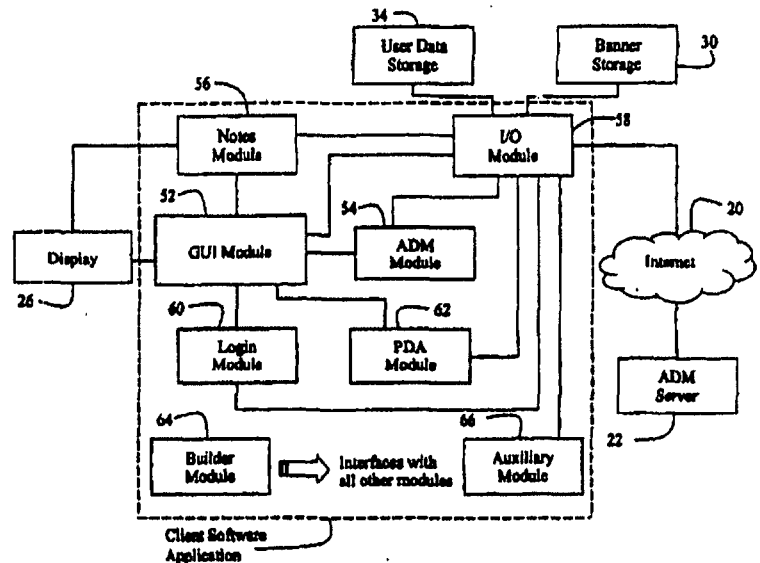 34
User Data
Storage
Banner
Storage
30
56
Notes
Module
I/O
Module
58
52
GUI Module
54
ADM
Module
20
Internet
Display
26
60
Login
Module
62
PDA
Module
ADM
Server
22
64
Builder
Module
Interfaces with
all other modules
66
Auxiliary
Module
Client Software
Application